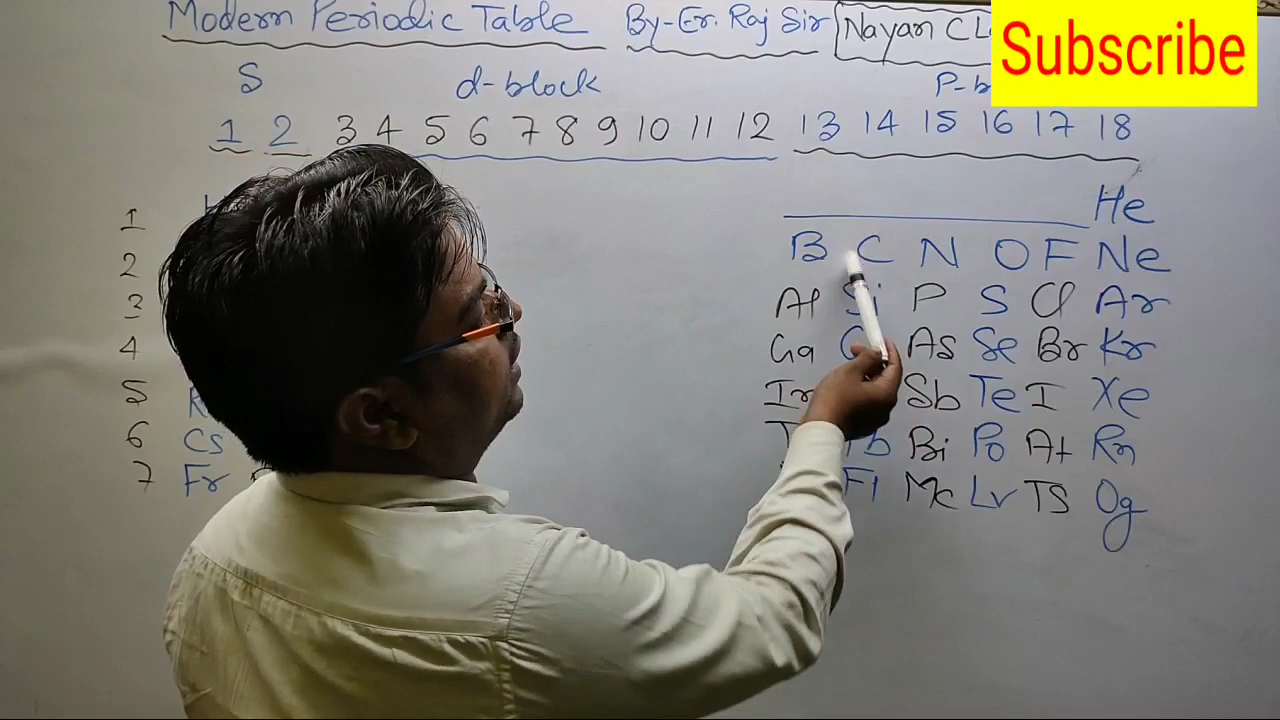 Modern Periodic Table By-Er. Raj Sir Nayan
Subscribe
S d-block P-b
1 2 3 4 5 6 7 8 9 10 11 12 13 14 15 16 17 18
1 He
2 B C N O F Ne
3 Al Si P S Cl Ar
4 Ga As Se Br Kr
5 Sb Te I Xe
6 Cs Bi Po At Rn
7 Fr Fl Mc Lv TS Og